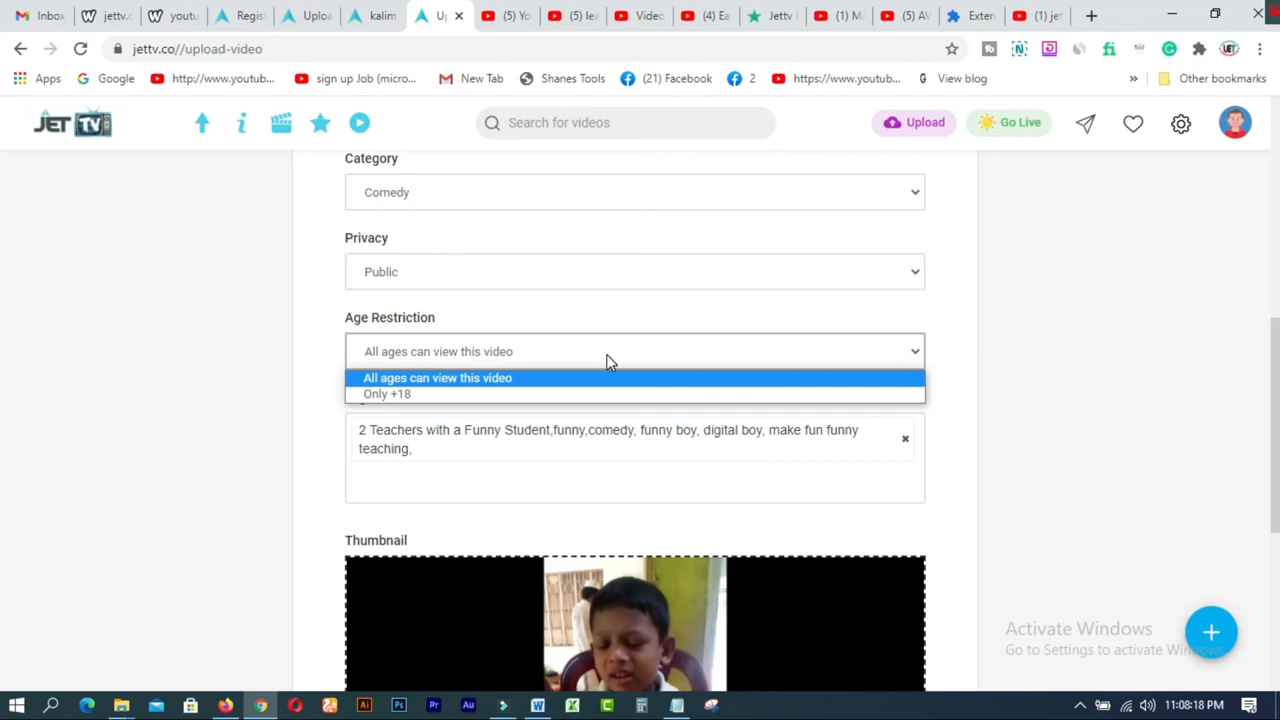 Inbox
jettv.c
youtu
Regis
Uploa
kalim
Up
(5) Yo
(5) lea
Video
(4) Ea
Jettv
(1) M
(5) AV
Exten
(1) jet
jettv.co//upload-video
Apps
Google
http://www.youtub...
sign up Job (micro...
New Tab
Shanes Tools
(21) Facebook
2
https://www.youtub...
View blog
»
Other bookmarks
JET TV
Search for videos
Upload
Go Live
Category
Comedy
Privacy
Public
Age Restriction
All ages can view this video
All ages can view this video
Only +18
2 Teachers with a Funny Student,funny,comedy, funny boy, digital boy, make fun funny
teaching,
Thumbnail
Activate Windows
Go to Settings to activate Windows.
11:08:18 PM